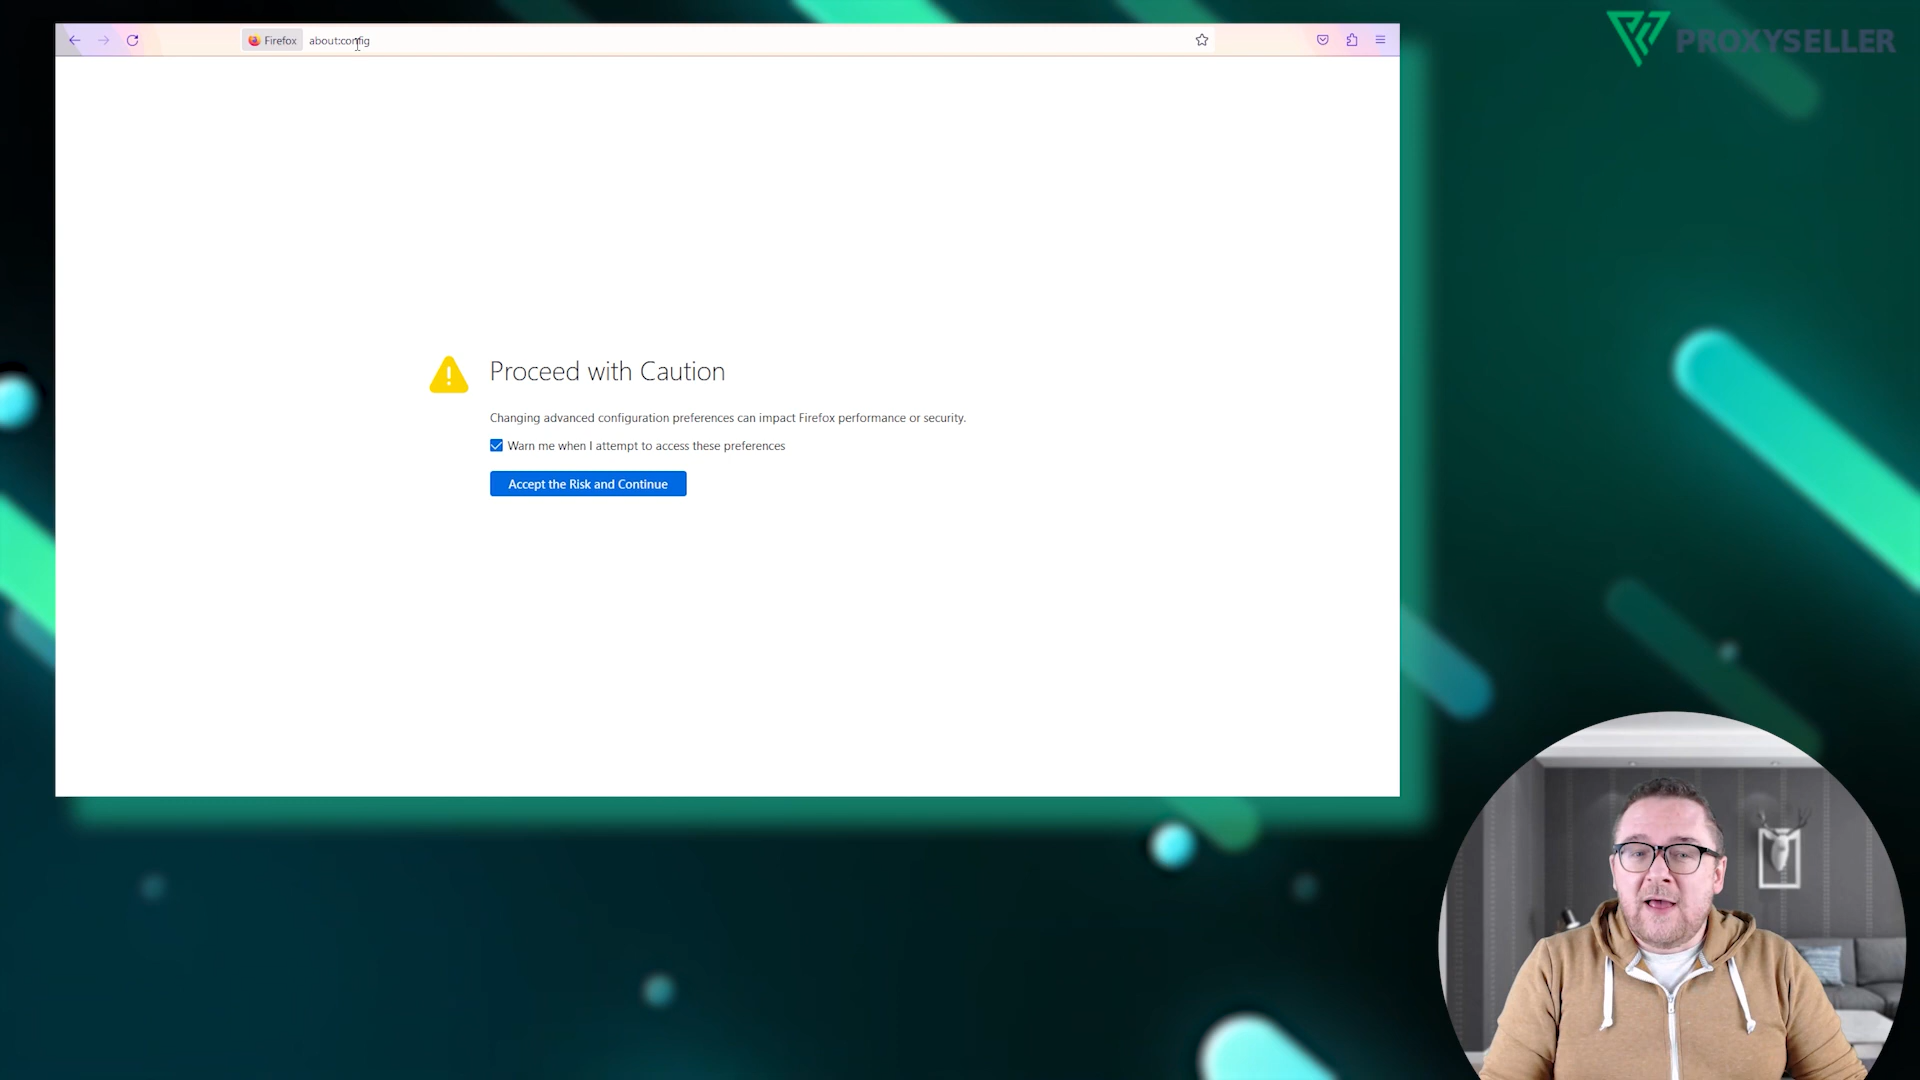 Firefox about:config
PROXYSELLER
Proceed with Caution
Changing advanced configuration preferences can impact Firefox performance or security.
Warn me when I attempt to access these preferences
Accept the Risk and Continue